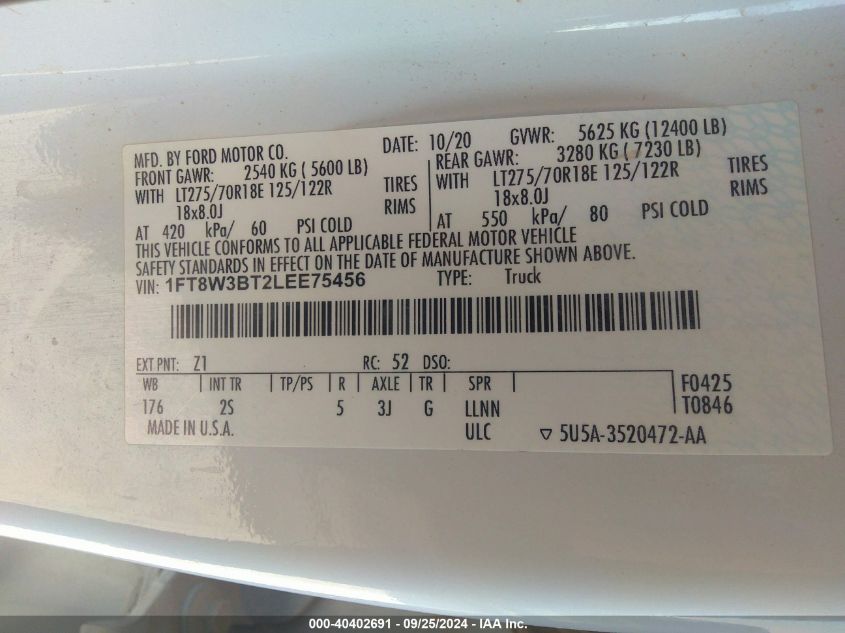 MFD. BY FORD MOTOR CO. DATE: 10/20 GVWR: 5625 KG (12400 LB)
FRONT GAWR: 2540 KG ( 5600 LB) REAR GAWR: 3280 KG ( 7230 LB)
WITH LT275/70R18E 125/122R TIRES WITH LT275/70R18E 125/122R TIRES
18x8.0J RIMS 18x8.0J RIMS
AT 420 kPa/ 60 PSI COLD AT 550 kPa/ 80 PSI COLD
THIS VEHICLE CONFORMS TO ALL APPLICABLE FEDERAL MOTOR VEHICLE
SAFETY STANDARDS IN EFFECT ON THE DATE OF MANUFACTURE SHOWN ABOVE.
VIN: 1FT8W3BT2LEE75456 TYPE: Truck
EXT PNT: Z1 RC: 52 DSO:
WB INT TR TP/PS R AXLE TR SPR F0425
176 2S 5 3J G LLNN T0846
MADE IN U.S.A. ULC 5U5A-3520472-AA
000-40402691 - 09/25/2024 - IAA Inc.